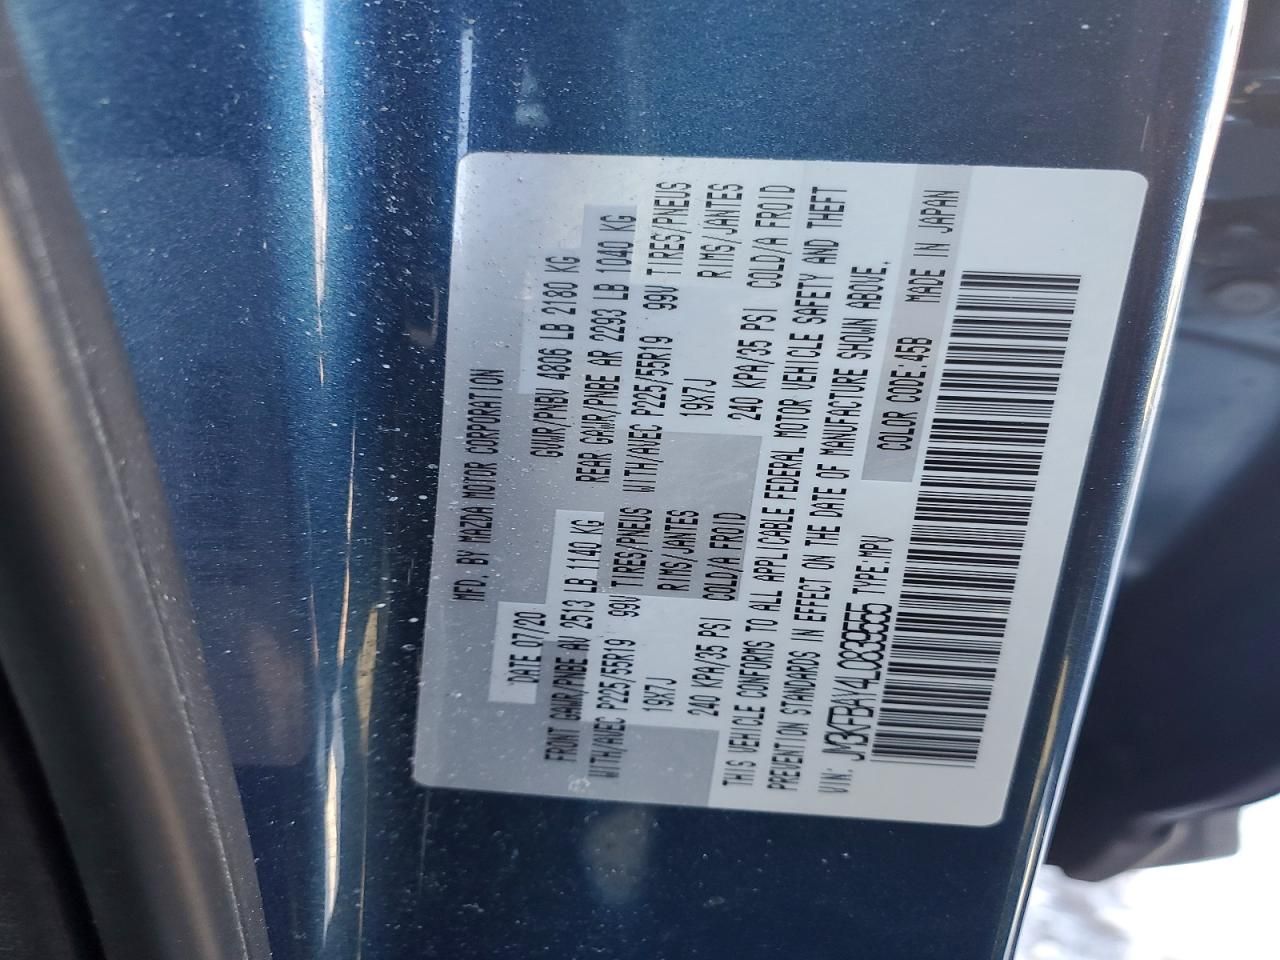 MFD. BY MAZDA MOTOR CORPORATION
DATE 07/20 GVWR/PNBV 4806 LB 2180 KG
FRONT GAWR/PNBE AV 2513 LB 1140 KG REAR GAWR/PNBE AR 2293 LB 1040 KG
WITH/AVEC P225/55R19 99V TIRES/PNEUS WITH/AVEC P225/55R19 99V TIRES/PNEUS
19X7J RIMS/JANTES 19X7J RIMS/JANTES
240 KPA/35 PSI COLD/A FROID 240 KPA/35 PSI COLD/A FROID
THIS VEHICLE CONFORMS TO ALL APPLICABLE FEDERAL MOTOR VEHICLE SAFETY AND THEFT
PREVENTION STANDARDS IN EFFECT ON THE DATE OF MANUFACTURE SHOWN ABOVE.
VIN: JM3KFBAY4L0839555 TYPE:MPV COLOR CODE:45B MADE IN JAPAN